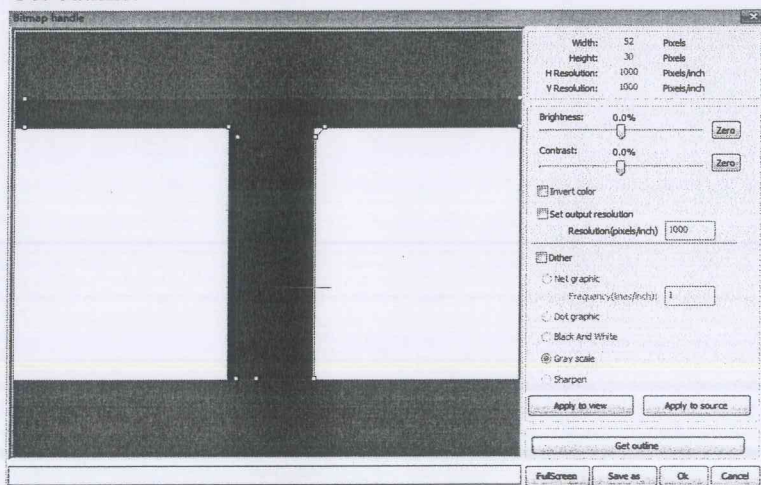 Bitmap handle
Width: 52 Pixels
Height: 30 Pixels
H Resolution: 1000 Pixels/inch
V Resolution: 1000 Pixels/inch
Brightness: 0.0%
Zero
Contrast: 0.0%
Zero
Invert color
Set output resolution
Resolution(pixels/inch) 1000
Dither
Net graphic
Frequency(lines/inch): 1
Dot graphic
Black And White
Gray scale
Sharpen
Apply to view Apply to source
Get outline
FullScreen Save as Ok Cancel